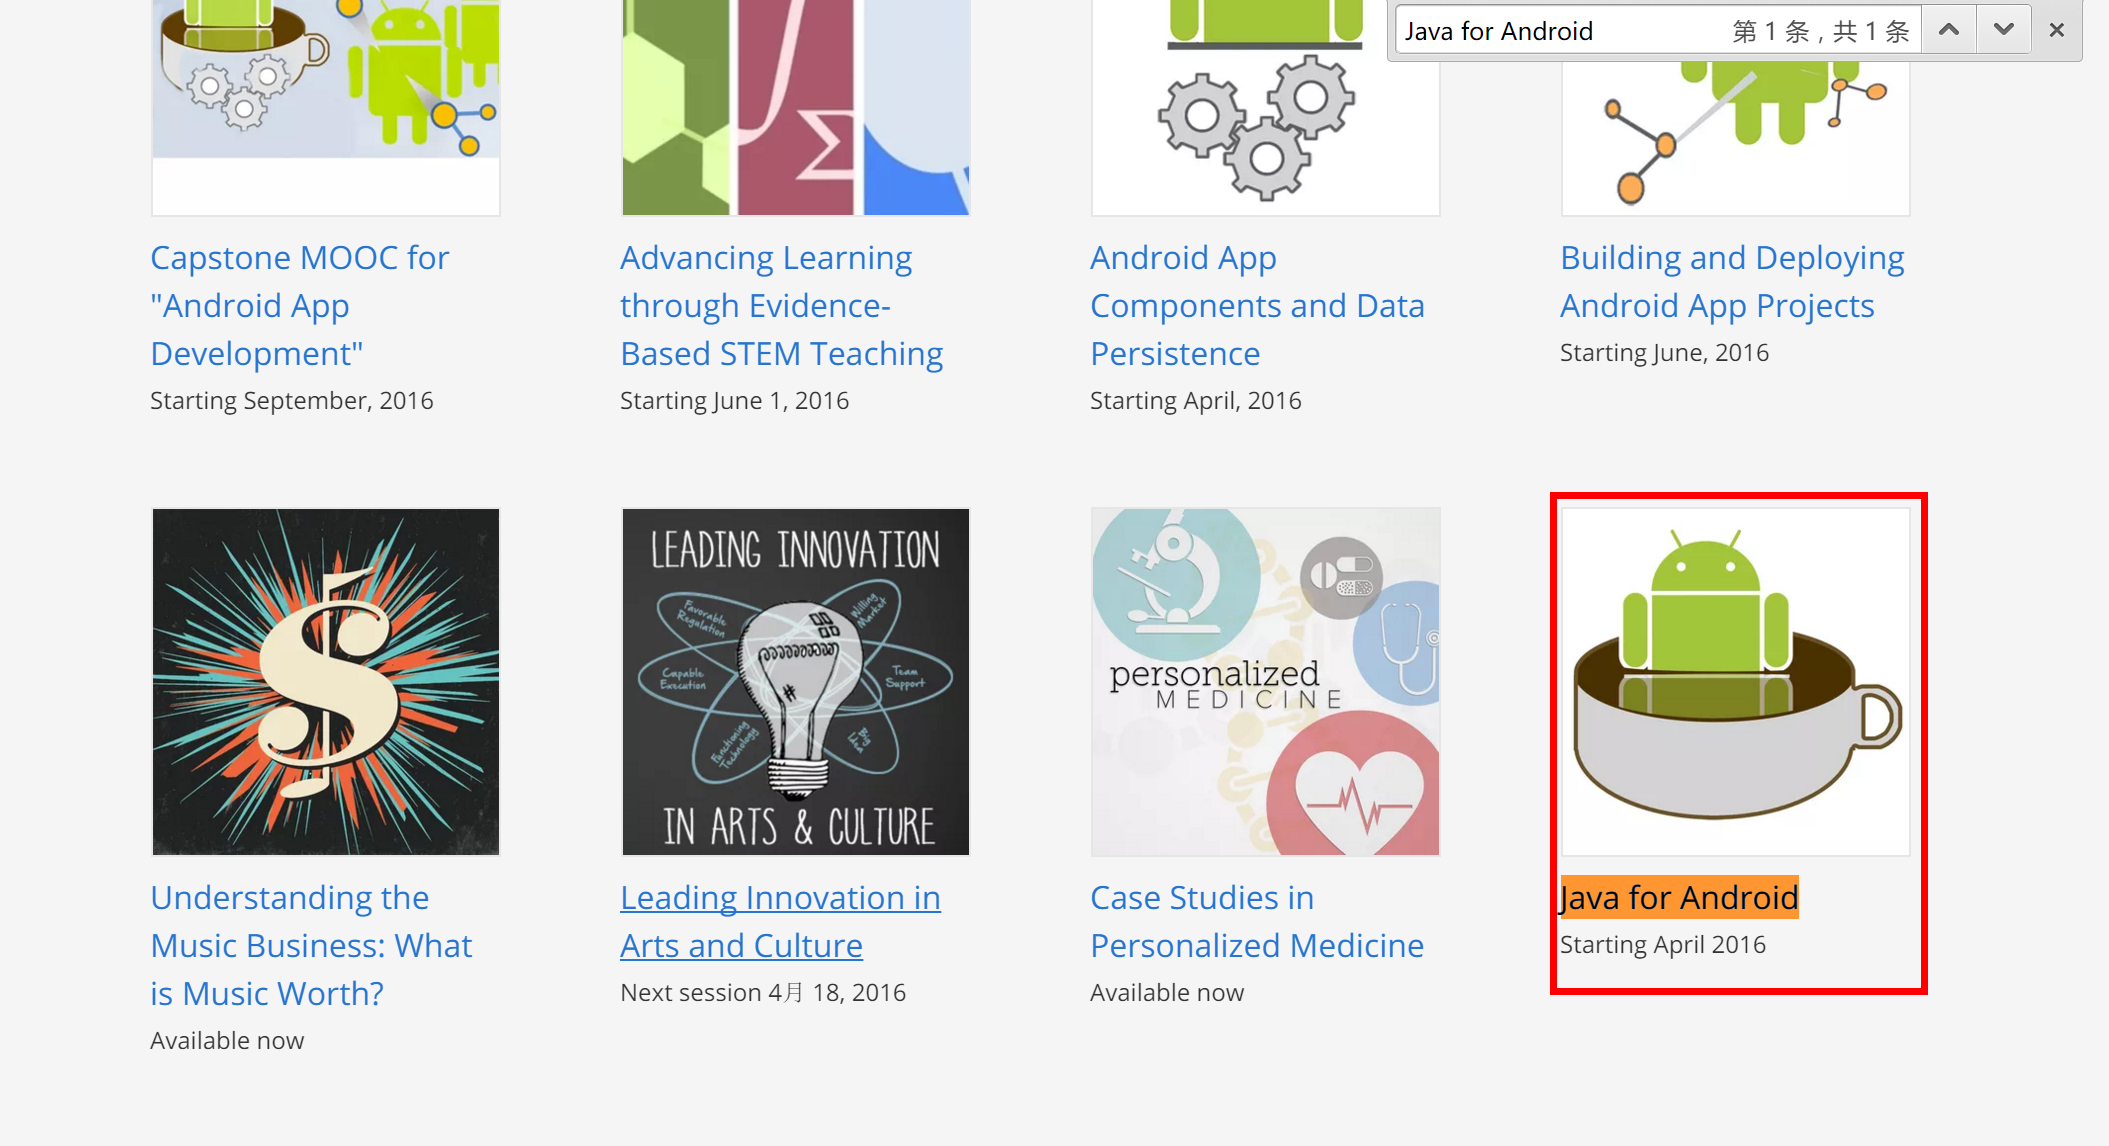 Java for Android 第 1 条，共 1 条
Capstone MOOC for
"Android App
Development"
Starting September, 2016
Advancing Learning
through Evidence-
Based STEM Teaching
Starting June 1, 2016
Android App
Components and Data
Persistence
Starting April, 2016
Building and Deploying
Android App Projects
Starting June, 2016
LEADING INNOVATION
Favorable
Regulation
Willing
Market
Capable
Execution
Team
Support
Functioning
Technology
Big
Idea
IN ARTS & CULTURE
personalized
MEDICINE
Understanding the
Music Business: What
is Music Worth?
Available now
Leading Innovation in
Arts and Culture
Next session 4月 18, 2016
Case Studies in
Personalized Medicine
Available now
Java for Android
Starting April 2016